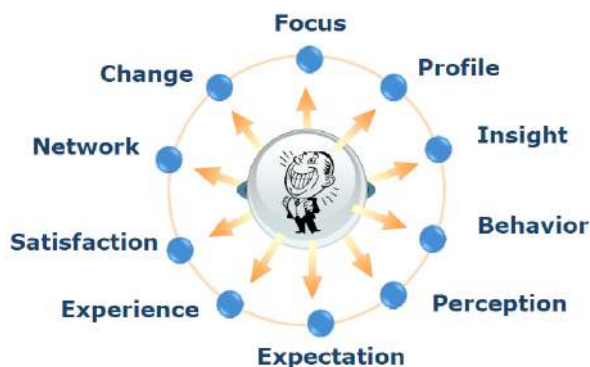 Focus
Profile
Insight
Behavior
Perception
Expectation
Experience
Satisfaction
Network
Change